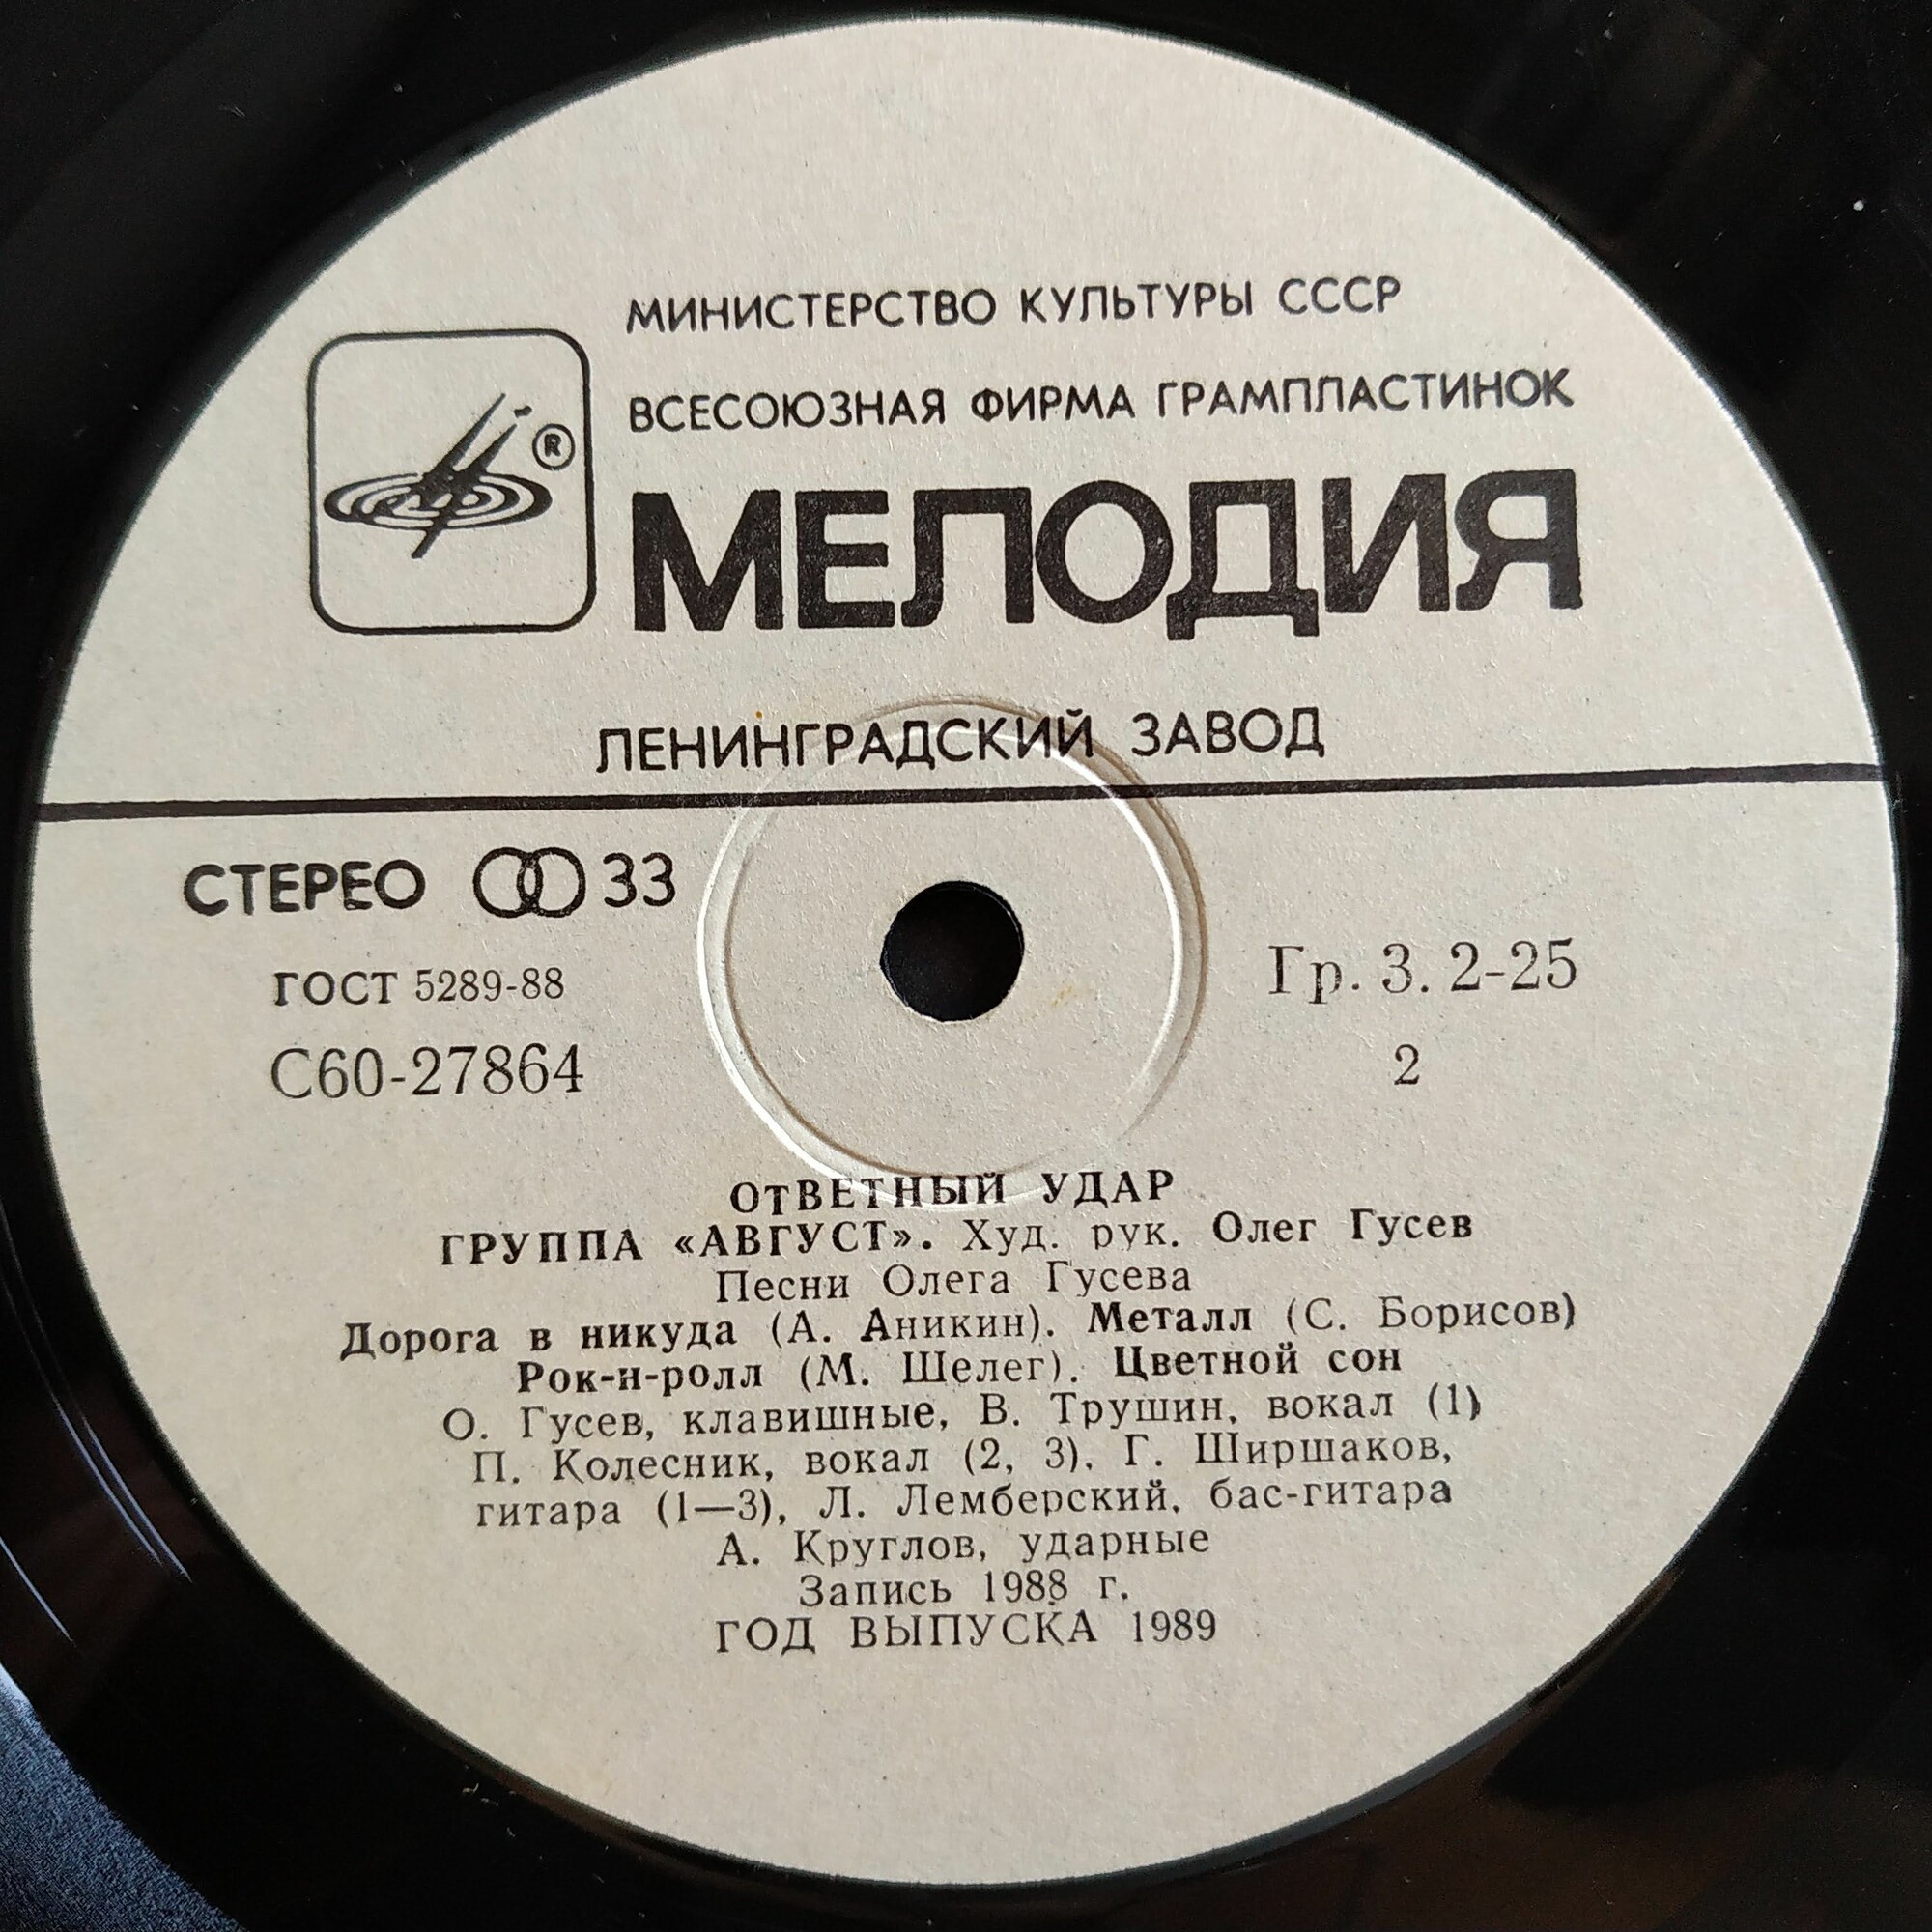 МИНИСТЕРСТВО КУЛЬТУРЫ СССР
ВСЕСОЮЗНАЯ ФИРМА ГРАМПЛАСТИНОК
®
МЕЛОДИЯ
ЛЕНИНГРАДСКИЙ ЗАВОД
СТЕРЕО 33
ГОСТ 5289-88
Гр. 3. 2-25
С60-27864
2
ОТВЕТНЫЙ УДАР
ГРУППА «АВГУСТ». Худ. рук. Олег Гусев
Песни Олега Гусева
Дорога в никуда (А. Аникин). Металл (С. Борисов)
Рок-н-ролл (М. Шелег). Цветной сон
О. Гусев, клавишные, В. Трушин, вокал (1)
П. Колесник, вокал (2, 3), Г. Ширшаков,
гитара (1—3), Л. Лемберский, бас-гитара
А. Круглов, ударные
Запись 1988 г.
ГОД ВЫПУСКА 1989